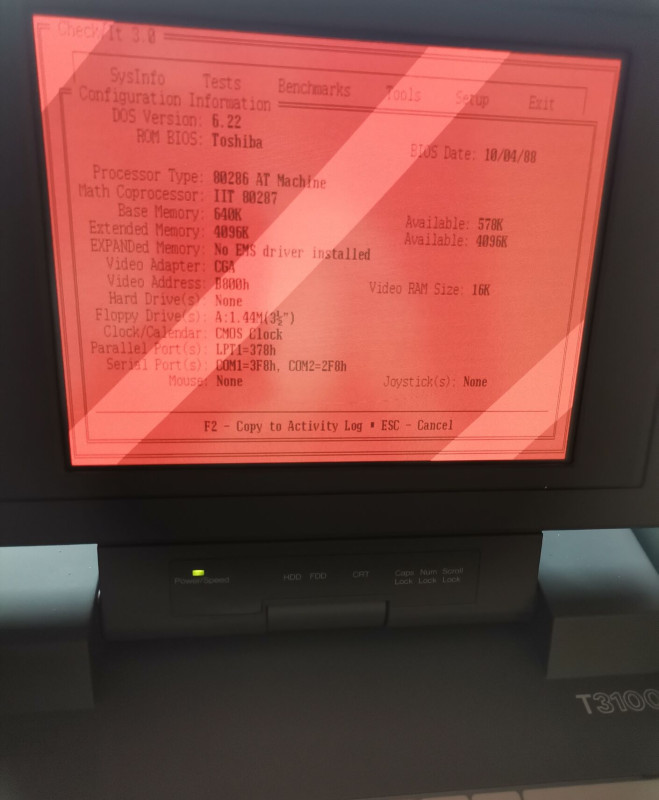 CheckIt 3.0
SysInfo Tests Benchmarks Tools Setup Exit
Configuration Information
DOS Version: 6.22
ROM BIOS: Toshiba BIOS Date: 10/04/88
Processor Type: 80286 AT Machine
Math Coprocessor: IIT 80287
Base Memory: 640K Available: 578K
Extended Memory: 4096K Available: 4096K
EXPANDed Memory: No EMS driver installed
Video Adapter: CGA
Video Address: B800h Video RAM Size: 16K
Hard Drive(s): None
Floppy Drive(s): A:1.44M(3½")
Clock/Calendar: CMOS Clock
Parallel Port(s): LPT1=378h
Serial Port(s): COM1=3F8h, COM2=2F8h
Mouse: None Joystick(s): None
F2 - Copy to Activity Log • ESC - Cancel
Power/Speed HDD FDD CRT Caps Lock Num Lock Scroll Lock
T3100